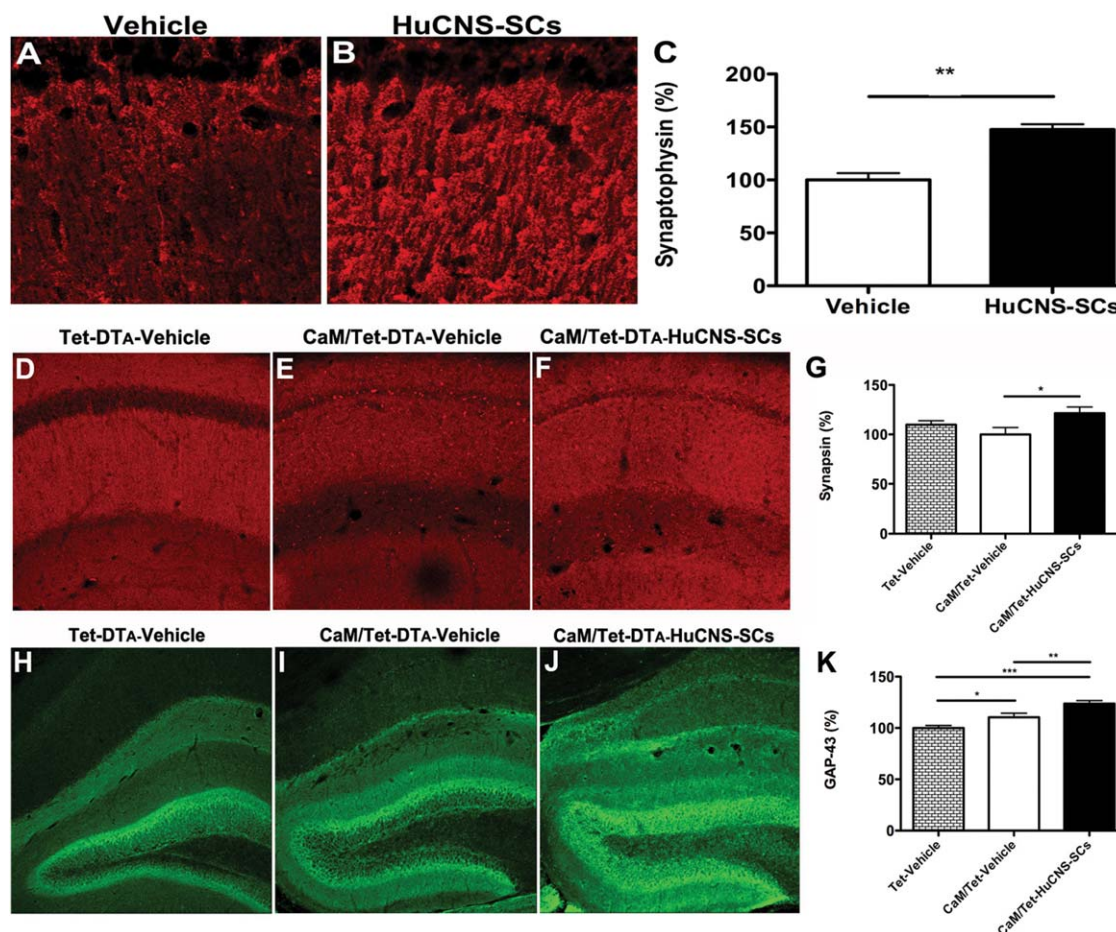 Vehicle HuCNS-SCs
A B C
**
200
150
100
50
0
Synaptophysin (%)
Vehicle HuCNS-SCs
Tet-DTA-Vehicle CaM/Tet-DTA-Vehicle CaM/Tet-DTA-HuCNS-SCs
D E F G
*
150
100
50
0
Synapsin (%)
Tet-Vehicle CaM/Tet-Vehicle CaM/Tet-HuCNS-SCs
Tet-DTA-Vehicle CaM/Tet-DTA-Vehicle CaM/Tet-DTA-HuCNS-SCs
H I J K
**
***
*
150
100
50
0
GAP-43 (%)
Tet-Vehicle CaM/Tet-Vehicle CaM/Tet-HuCNS-SCs